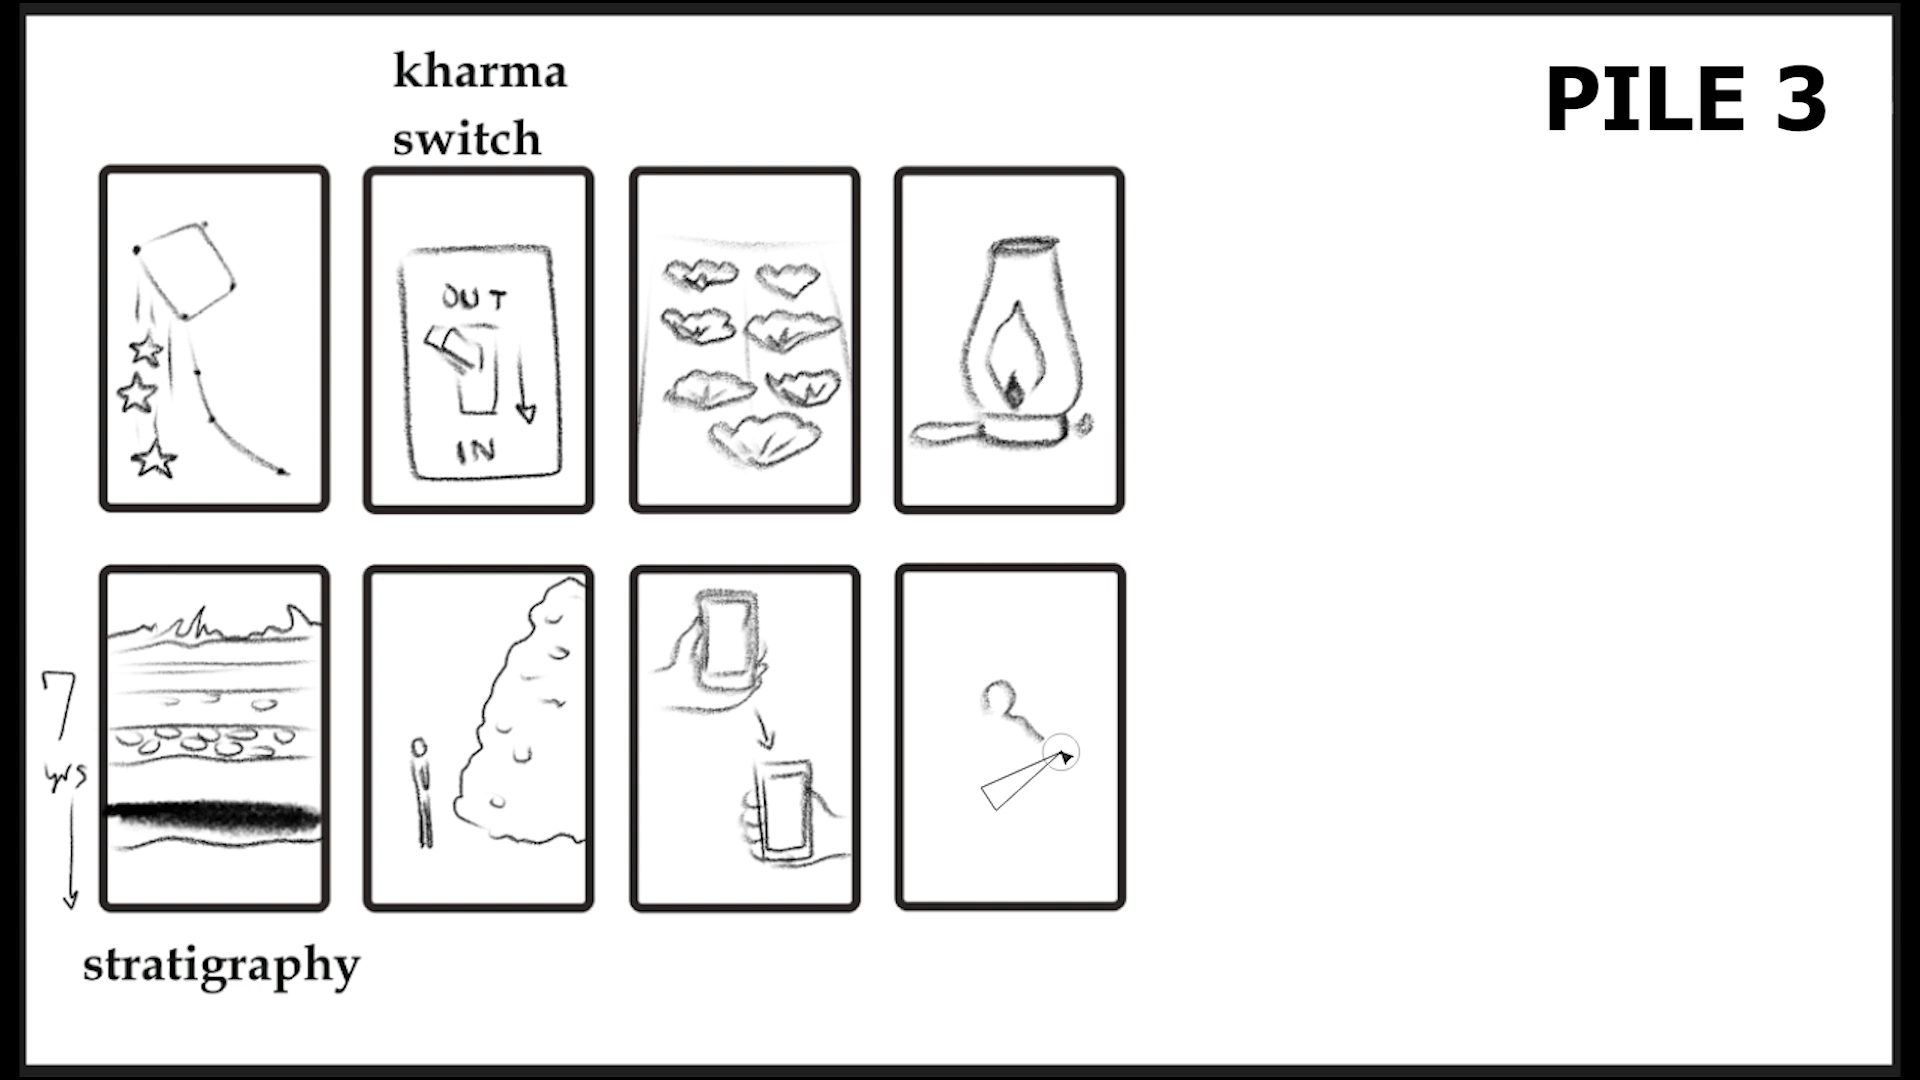 kharma
switch
PILE 3
OUT
IN
7
yrs
stratigraphy